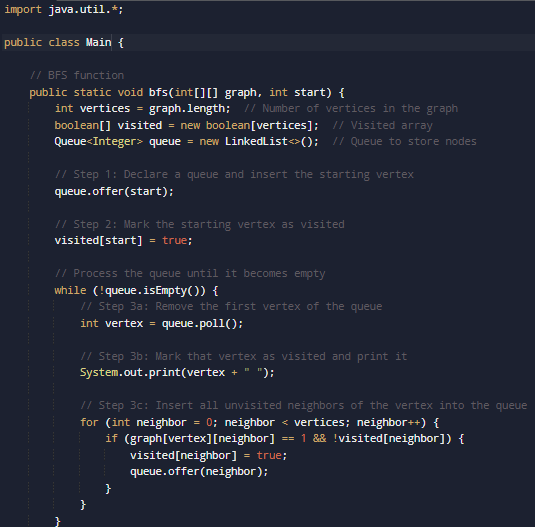 import java.util.*;
public class Main {
// BFS function
public static void bfs(int[][] graph, int start) {
int vertices = graph.length;  // Number of vertices in the graph
boolean[] visited = new boolean[vertices];  // Visited array
Queue<Integer> queue = new LinkedList<>();  // Queue to store nodes
// Step 1: Declare a queue and insert the starting vertex
queue.offer(start);
// Step 2: Mark the starting vertex as visited
visited[start] = true;
// Process the queue until it becomes empty
while (!queue.isEmpty()) {
// Step 3a: Remove the first vertex of the queue
int vertex = queue.poll();
// Step 3b: Mark that vertex as visited and print it
System.out.print(vertex + " ");
// Step 3c: Insert all unvisited neighbors of the vertex into the queue
for (int neighbor = 0; neighbor < vertices; neighbor++) {
if (graph[vertex][neighbor] == 1 && !visited[neighbor]) {
visited[neighbor] = true;
queue.offer(neighbor);
}
}
}